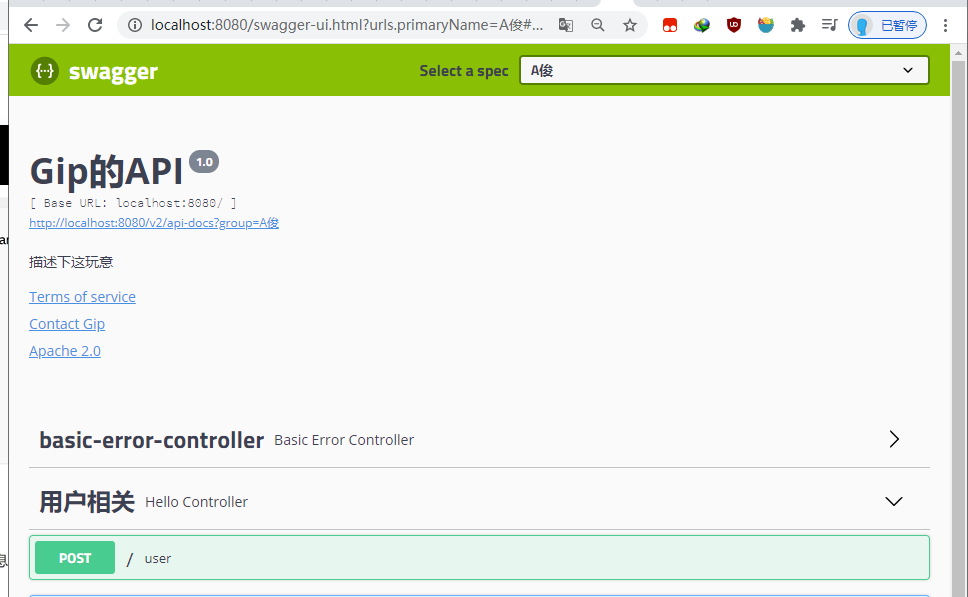 localhost:8080/swagger-ui.html?urls.primaryName=A俊#...
已暂停
swagger
Select a spec
A俊
Gip的API 1.0
[ Base URL: localhost:8080/ ]
http://localhost:8080/v2/api-docs?group=A俊
描述下这玩意
Terms of service
Contact Gip
Apache 2.0
basic-error-controller Basic Error Controller
用户相关 Hello Controller
POST / user